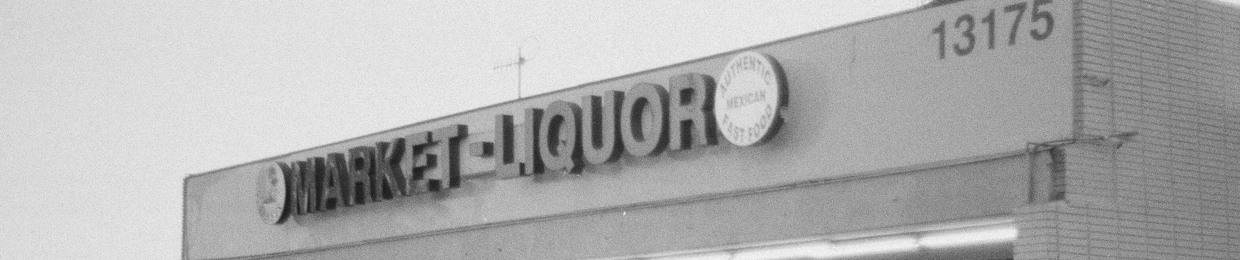 13175
MARKET-LIQUOR
AUTHENTIC
MEXICAN
FAST FOOD